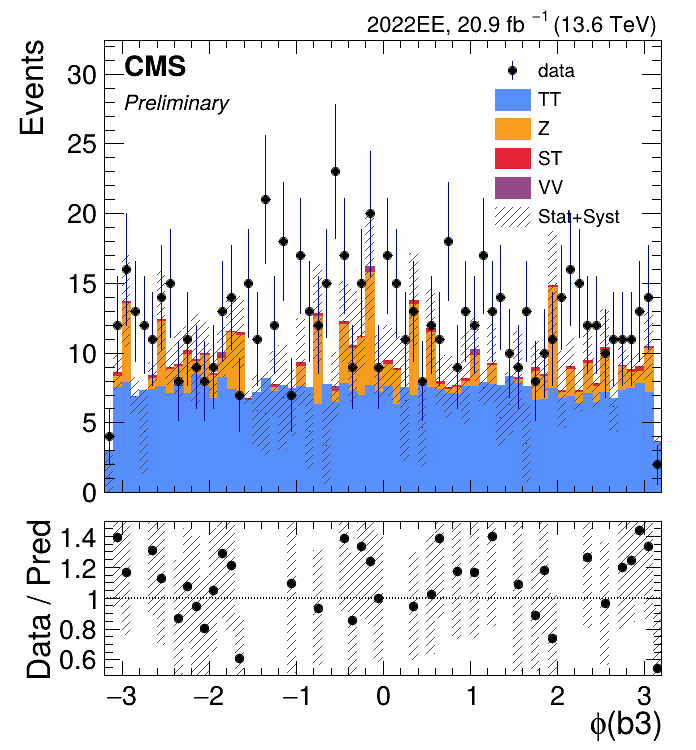 2022EE, 20.9 fb⁻¹ (13.6 TeV)
CMS
Preliminary
data
TT
Z
ST
VV
Stat+Syst
Events
30
25
20
15
10
5
0
Data / Pred
1.4
1.2
1
0.8
0.6
−3 −2 −1 0 1 2 3
ϕ(b3)